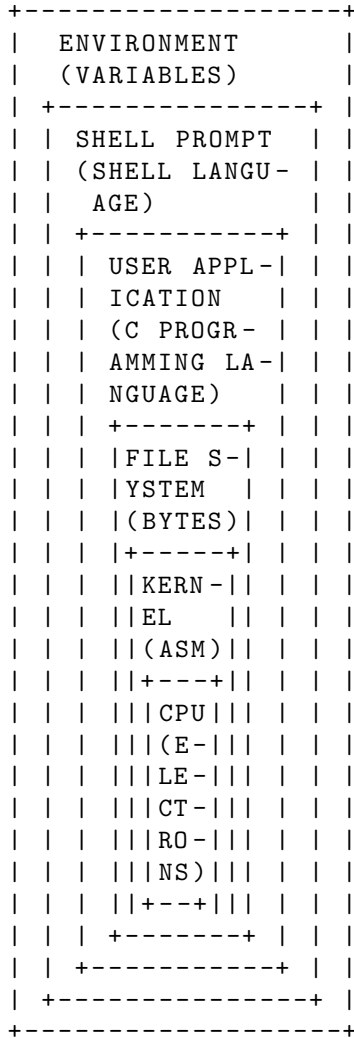 +-------------------+
|  ENVIRONMENT      |
|  (VARIABLES)      |
| +---------------+ |
| | SHELL PROMPT  | |
| | (SHELL LANGU- | |
| |  AGE)         | |
| | +-----------+ | |
| | | USER APPL-| | |
| | | ICATION   | | |
| | | (C PROGR- | | |
| | | AMMING LA-| | |
| | | NGUAGE)   | | |
| | | +-------+ | | |
| | | |FILE S-| | | |
| | | |YSTEM  | | | |
| | | |(BYTES)| | | |
| | | |+-----+| | | |
| | | ||KERN-|| | | |
| | | ||EL   || | | |
| | | ||(ASM)|| | | |
| | | ||+---+|| | | |
| | | |||CPU||| | | |
| | | |||(E-||| | | |
| | | |||LE-||| | | |
| | | |||CT-||| | | |
| | | |||RO-||| | | |
| | | |||NS)||| | | |
| | | ||+--+||| | | |
| | | +-------+ | | |
| | +-----------+ | |
| +---------------+ |
+-------------------+